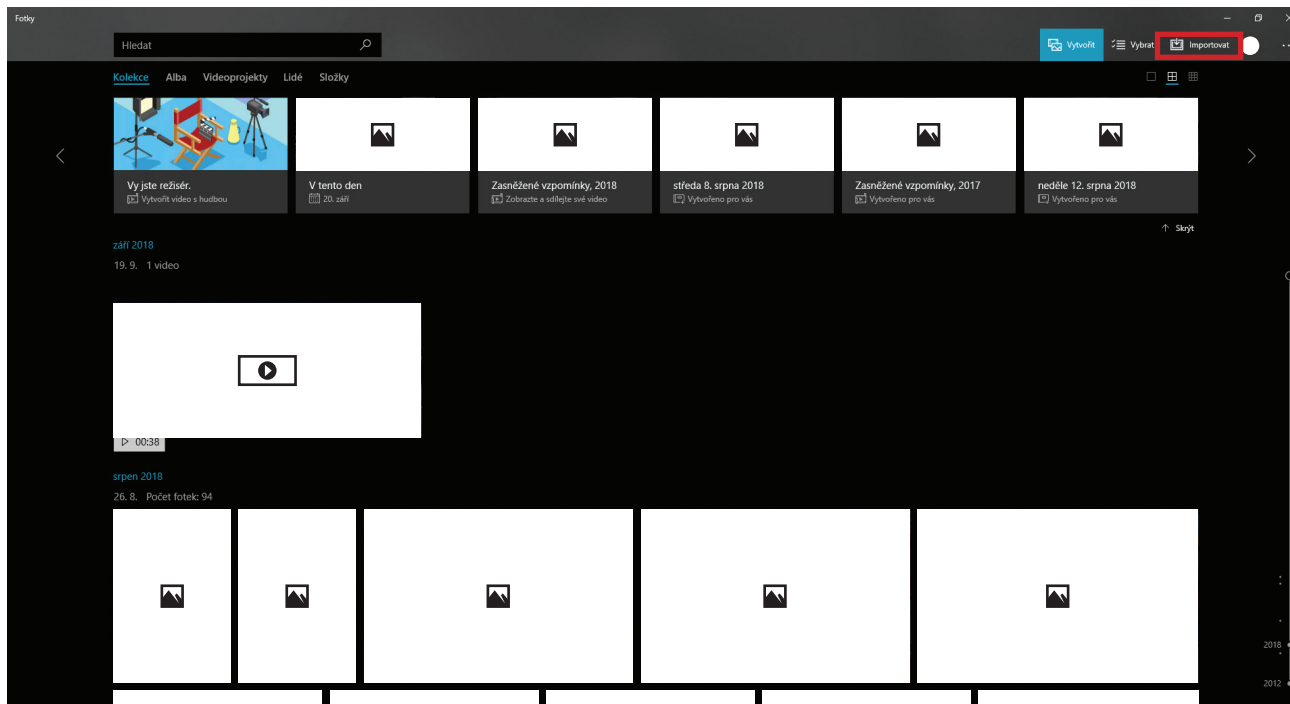 Fotky
Hledat
Vytvořit
Vybrat
Importovat
Kolekce Alba Videoprojekty Lidé Složky
Vy jste režisér.
Vytvořit video s hudbou
V tento den
20. září
Zasněžené vzpomínky, 2018
Zobrazte a sdílejte své video
středa 8. srpna 2018
Vytvořeno pro vás
Zasněžené vzpomínky, 2017
Vytvořeno pro vás
neděle 12. srpna 2018
Vytvořeno pro vás
Skrýt
září 2018
19. 9. 1 video
00:38
srpen 2018
26. 8. Počet fotek: 94
2018
2012